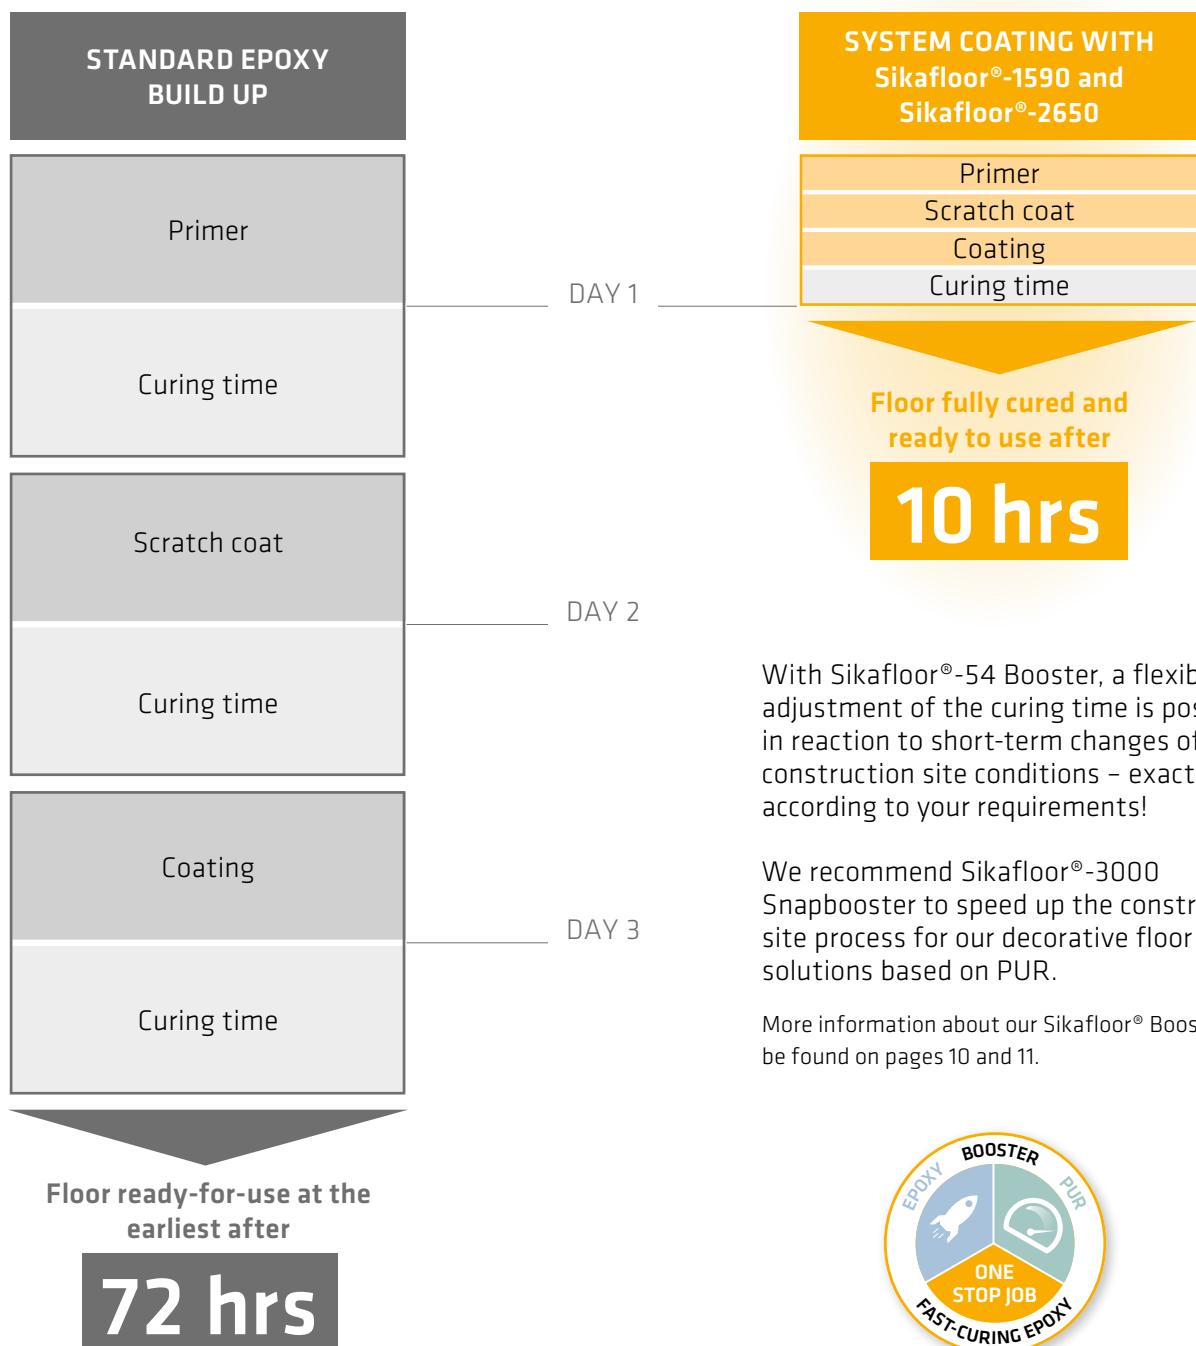 STANDARD EPOXY
BUILD UP
Primer
Curing time
Scratch coat
Curing time
Coating
Curing time
Floor ready-for-use at the
earliest after
72 hrs
DAY 1
DAY 2
DAY 3
SYSTEM COATING WITH
Sikafloor®-1590 and
Sikafloor®-2650
Primer
Scratch coat
Coating
Curing time
Floor fully cured and
ready to use after
10 hrs
With Sikafloor®-54 Booster, a flexib
adjustment of the curing time is pos
in reaction to short-term changes of
construction site conditions – exact
according to your requirements!
We recommend Sikafloor®-3000
Snapbooster to speed up the constr
site process for our decorative floor
solutions based on PUR.
More information about our Sikafloor® Boos
be found on pages 10 and 11.
BOOSTER
EPOXY
PUR
ONE
STOP JOB
FAST-CURING EPOXY